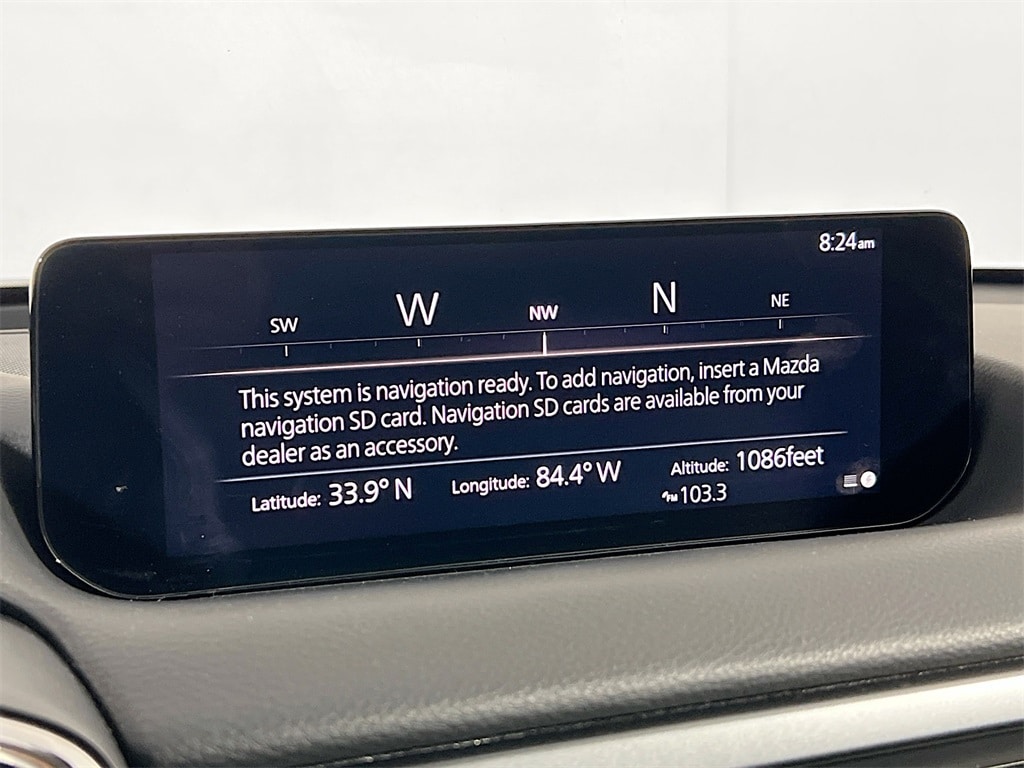 8:24am
SW W NW N NE
This system is navigation ready. To add navigation, insert a Mazda
navigation SD card. Navigation SD cards are available from your
dealer as an accessory.
Latitude: 33.9° N Longitude: 84.4° W Altitude: 1086feet
FM 103.3